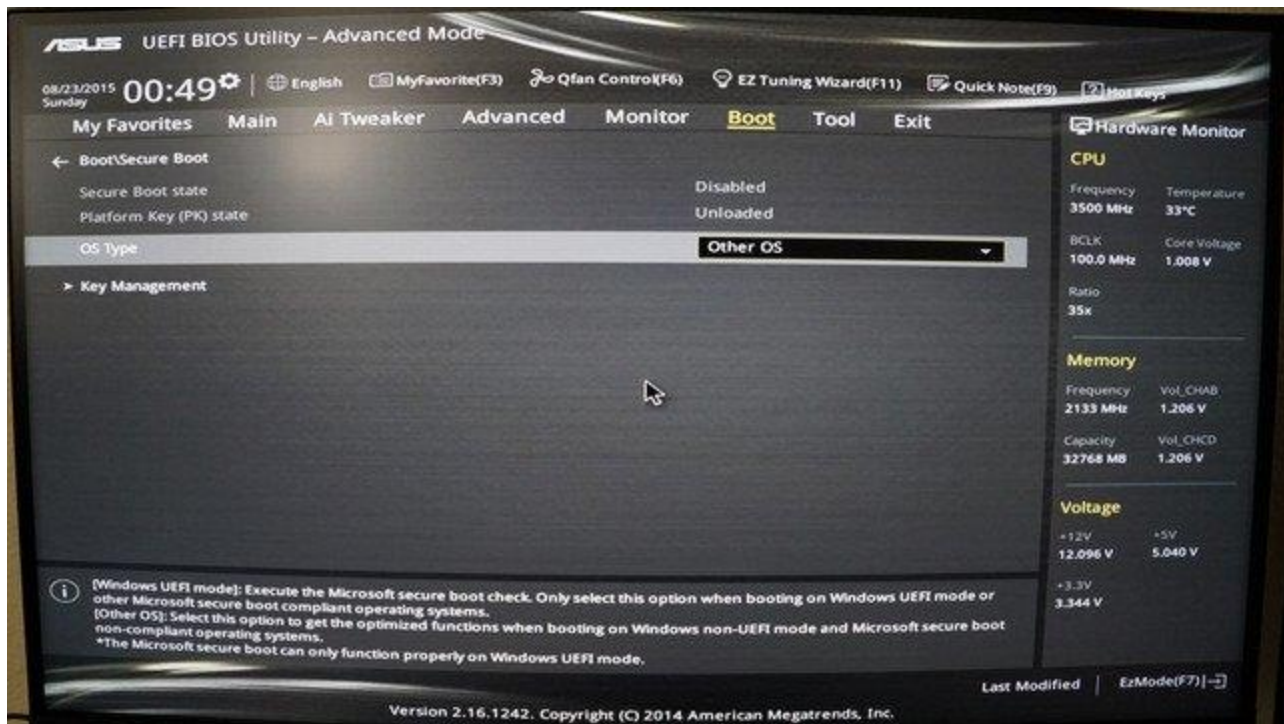 ASUS UEFI BIOS Utility – Advanced Mode
08/23/2015
Sunday
00:49
English MyFavorite(F3) Qfan Control(F6) EZ Tuning Wizard(F11) Quick Note(F9) Hot Keys
My Favorites Main Ai Tweaker Advanced Monitor Boot Tool Exit
← Boot\Secure Boot
Secure Boot state Disabled
Platform Key (PK) state Unloaded
OS Type Other OS
> Key Management
Hardware Monitor
CPU
Frequency Temperature
3500 MHz 33°C
BCLK Core Voltage
100.0 MHz 1.008 V
Ratio
35x
Memory
Frequency Vol_CHAB
2133 MHz 1.206 V
Capacity Vol_CHCD
32768 MB 1.206 V
Voltage
+12V +5V
12.096 V 5.040 V
+3.3V
3.344 V
[Windows UEFI mode]: Execute the Microsoft secure boot check. Only select this option when booting on Windows UEFI mode or
other Microsoft secure boot compliant operating systems.
[Other OS]: Select this option to get the optimized functions when booting on Windows non-UEFI mode and Microsoft secure boot
non-compliant operating systems.
*The Microsoft secure boot can only function properly on Windows UEFI mode.
Last Modified | EzMode(F7)
Version 2.16.1242. Copyright (C) 2014 American Megatrends, Inc.